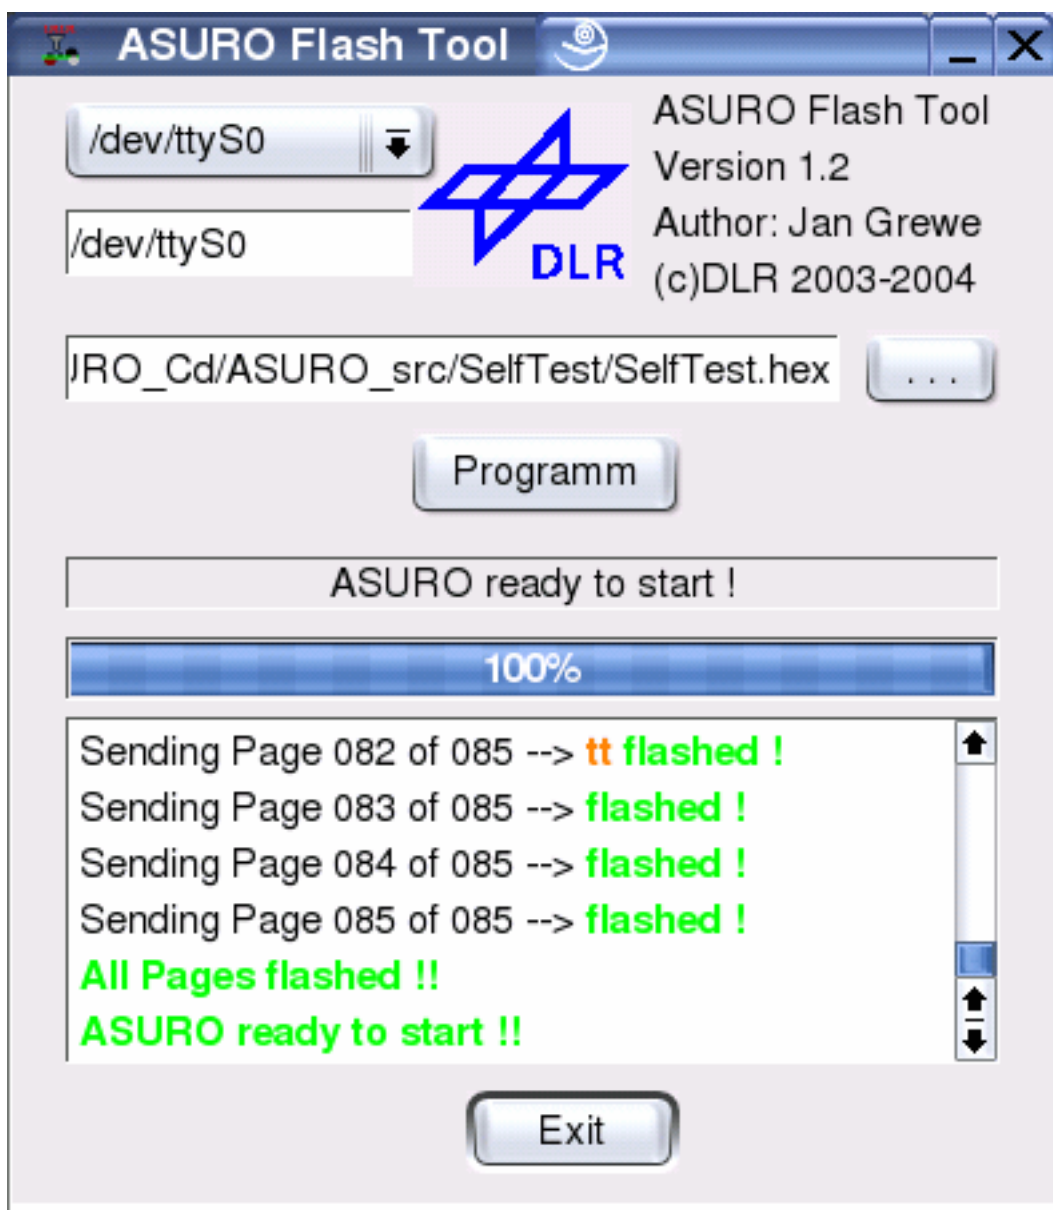 ASURO Flash Tool
/dev/ttyS0
/dev/ttyS0
DLR
ASURO Flash Tool
Version 1.2
Author: Jan Grewe
(c)DLR 2003-2004
JRO_Cd/ASURO_src/SelfTest/SelfTest.hex
...
Programm
ASURO ready to start !
100%
Sending Page 082 of 085 --> tt flashed !
Sending Page 083 of 085 --> flashed !
Sending Page 084 of 085 --> flashed !
Sending Page 085 of 085 --> flashed !
All Pages flashed !!
ASURO ready to start !!
Exit